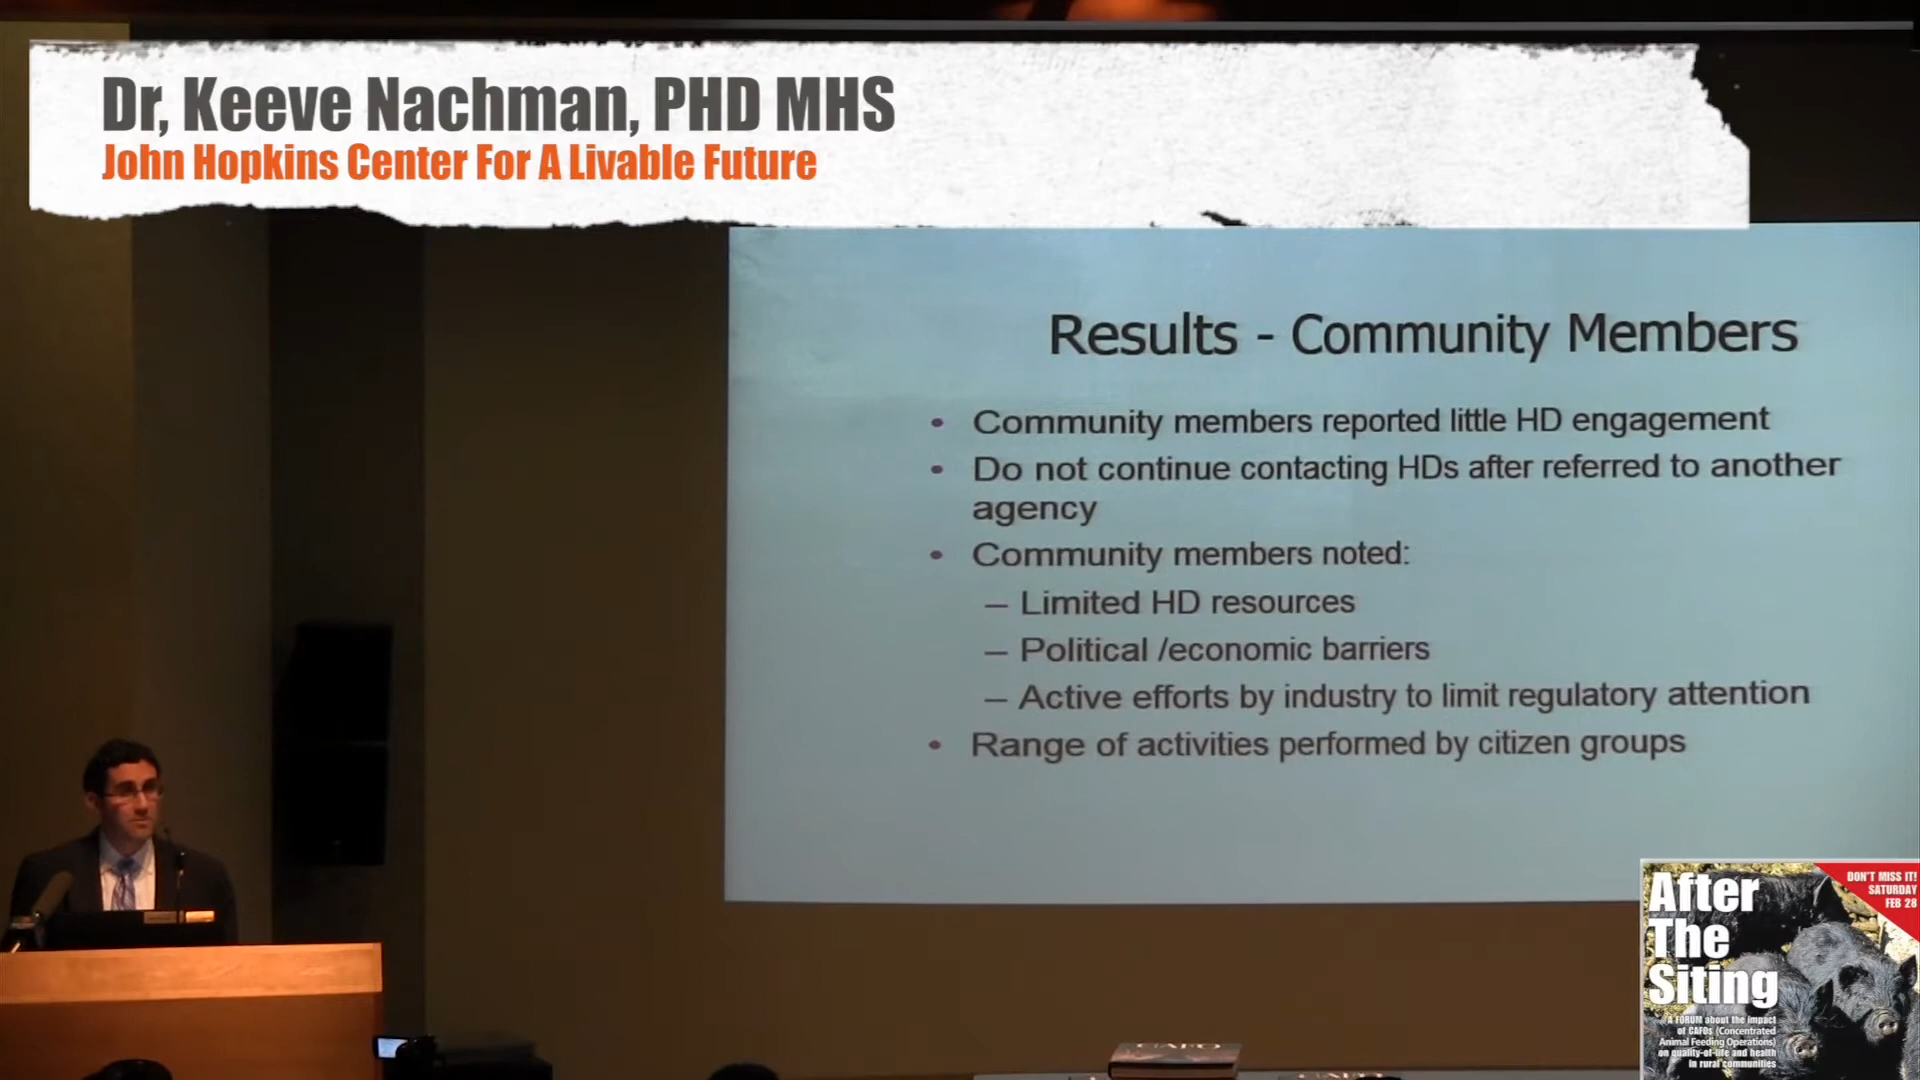 Dr, Keeve Nachman, PHD MHS
John Hopkins Center For A Livable Future
Results - Community Members
• Community members reported little HD engagement
• Do not continue contacting HDs after referred to another
agency
• Community members noted:
– Limited HD resources
– Political /economic barriers
– Active efforts by industry to limit regulatory attention
• Range of activities performed by citizen groups
DON'T MISS IT!
SATURDAY
FEB 28
After
The
Siting
A FORUM about the impact
of CAFOs (Concentrated
Animal Feeding Operations)
on quality-of-life and health
in rural communities
CAFO